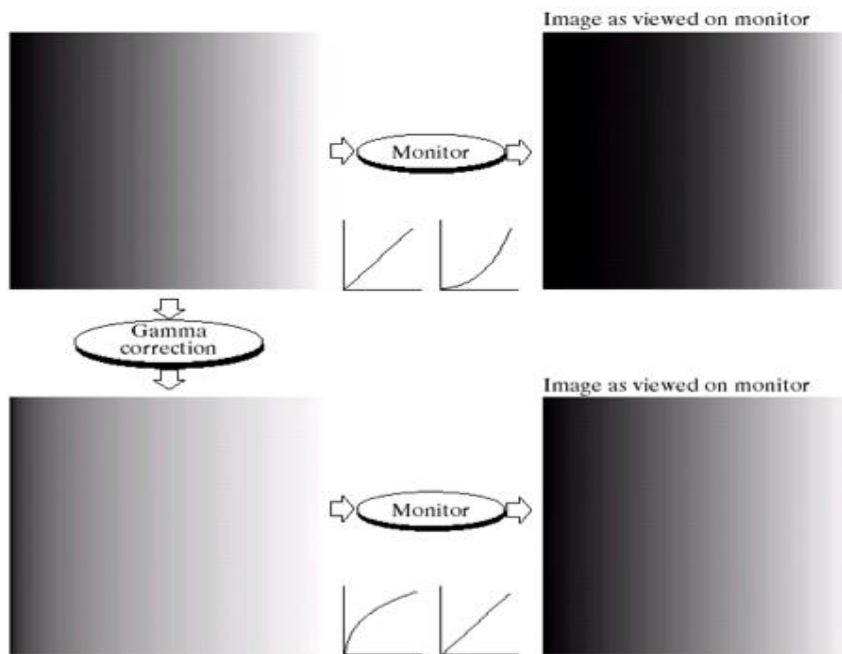 Image as viewed on monitor
Monitor
Gamma
correction
Image as viewed on monitor
Monitor